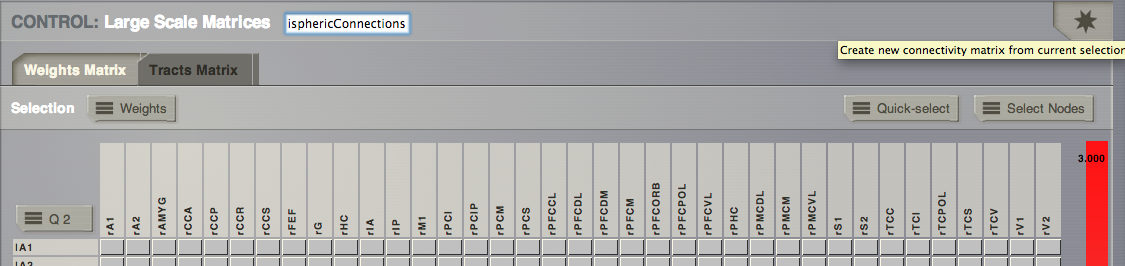 CONTROL: Large Scale Matrices isphericConnections
Create new connectivity matrix from current selection
Weights Matrix Tracts Matrix
Selection Weights Quick-select Select Nodes
3.000
Q 2
rA1 rA2 rAMYG rCCA rCCP rCCR rCCS rFEF rG rHC rIA rIP rM1 rPCI rPCIP rPCM rPCS rPFCCL rPFCDL rPFCDM rPFCM rPFCORB rPFCPOL rPFCVL rPHC rPMCDL rPMCM rPMCVL rS1 rS2 rTCC rTCI rTCPOL rTCS rTCV rV1 rV2
lA1
lA2